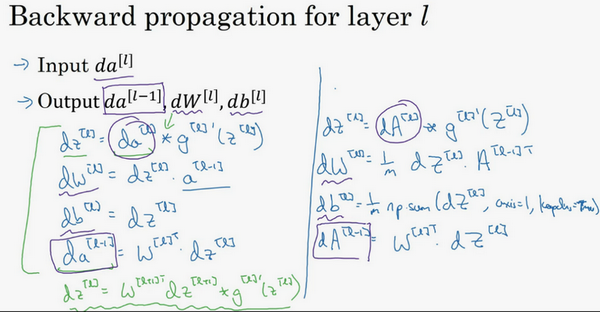 Backward propagation for layer l
→ Input da^[l]
→ Output da^[l-1], dW^[l], db^[l]
dz^[l] = da^[l] * g^[l]'(z^[l])
dw^[l] = dz^[l] · a^[l-1]
db^[l] = dz^[l]
da^[l-1] = W^[l]T · dz^[l]
dz^[l] = W^[l+1]T dz^[l+1] * g^[l]'(z^[l])
dZ^[l] = dA^[l] * g^[l]'(Z^[l])
dW^[l] = 1/m dZ^[l] · A^[l-1]T
db^[l] = 1/m np.sum(dZ^[l], axis=1, keepdims=True)
dA^[l-1] = W^[l]T · dZ^[l]